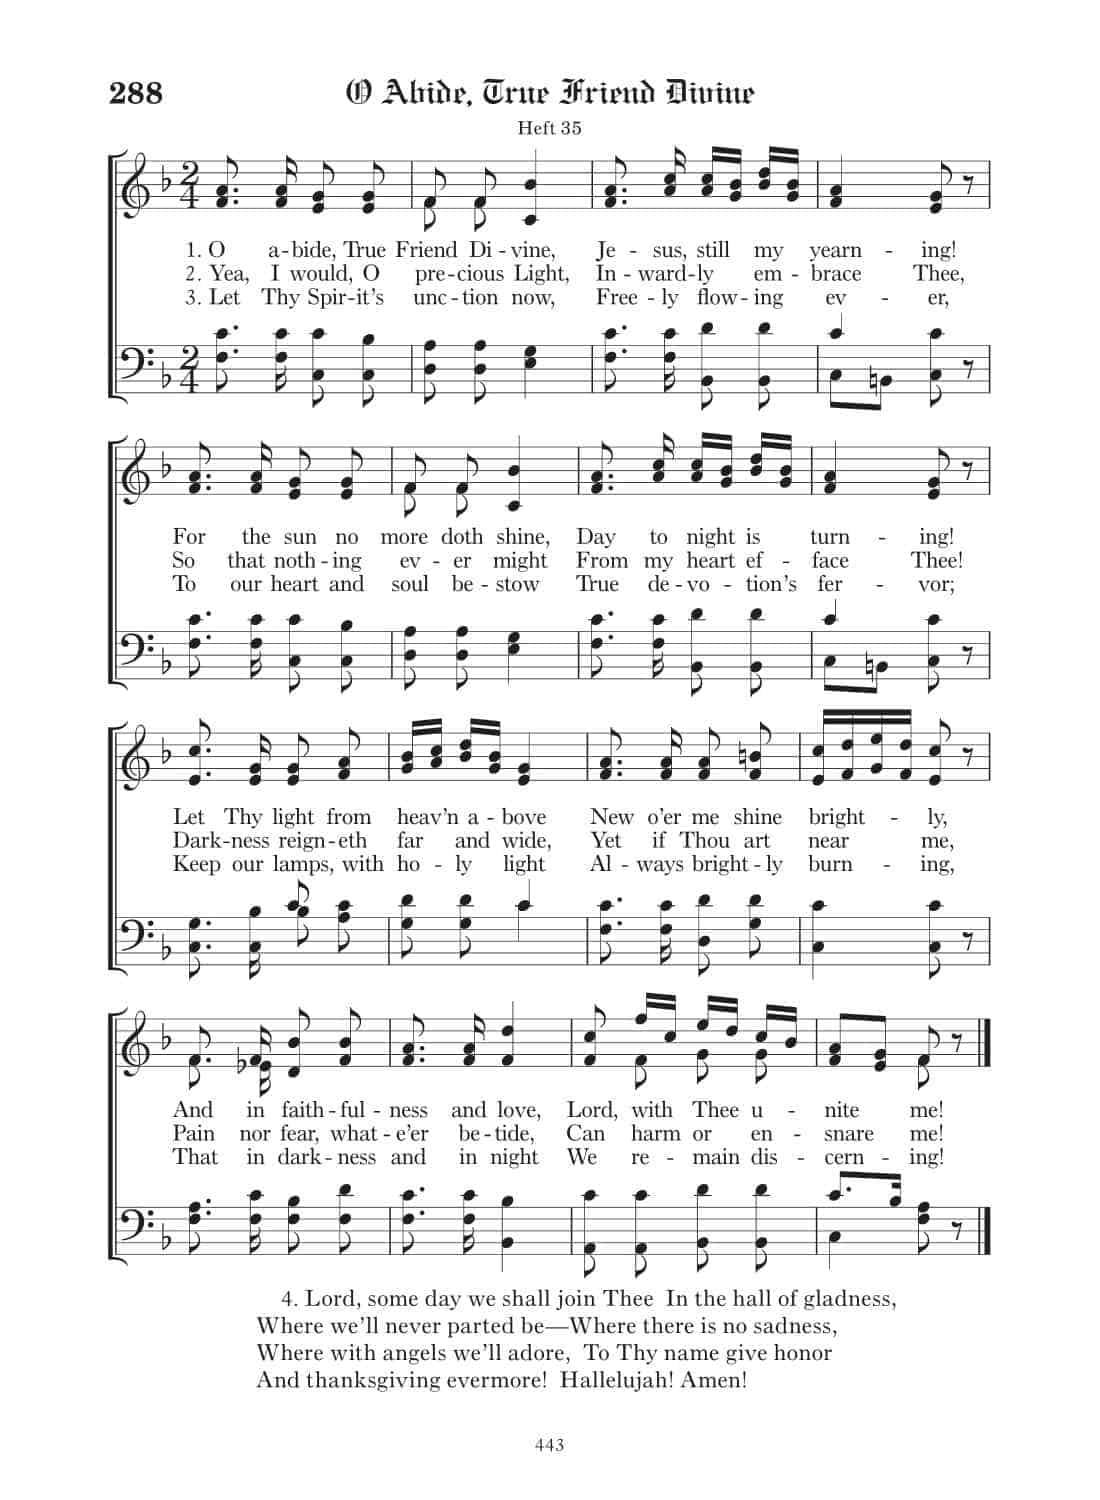 288 O Abide, True Friend Divine
Heft 35
1. O a-bide, True Friend Di-vine, Je-sus, still my yearn-ing!
2. Yea, I would, O pre-cious Light, In-ward-ly em-brace Thee,
3. Let Thy Spir-it's unc-tion now, Free-ly flow-ing ev-er,
For the sun no more doth shine, Day to night is turn-ing!
So that noth-ing ev-er might From my heart ef-face Thee!
To our heart and soul be-stow True de-vo-tion's fer-vor;
Let Thy light from heav'n a-bove New o'er me shine bright-ly,
Dark-ness reign-eth far and wide, Yet if Thou art near me,
Keep our lamps, with ho-ly light Al-ways bright-ly burn-ing,
And in faith-ful-ness and love, Lord, with Thee u-nite me!
Pain nor fear, what-e'er be-tide, Can harm or en-snare me!
That in dark-ness and in night We re-main dis-cern-ing!
4. Lord, some day we shall join Thee In the hall of gladness,
Where we'll never parted be—Where there is no sadness,
Where with angels we'll adore, To Thy name give honor
And thanksgiving evermore! Hallelujah! Amen!
443